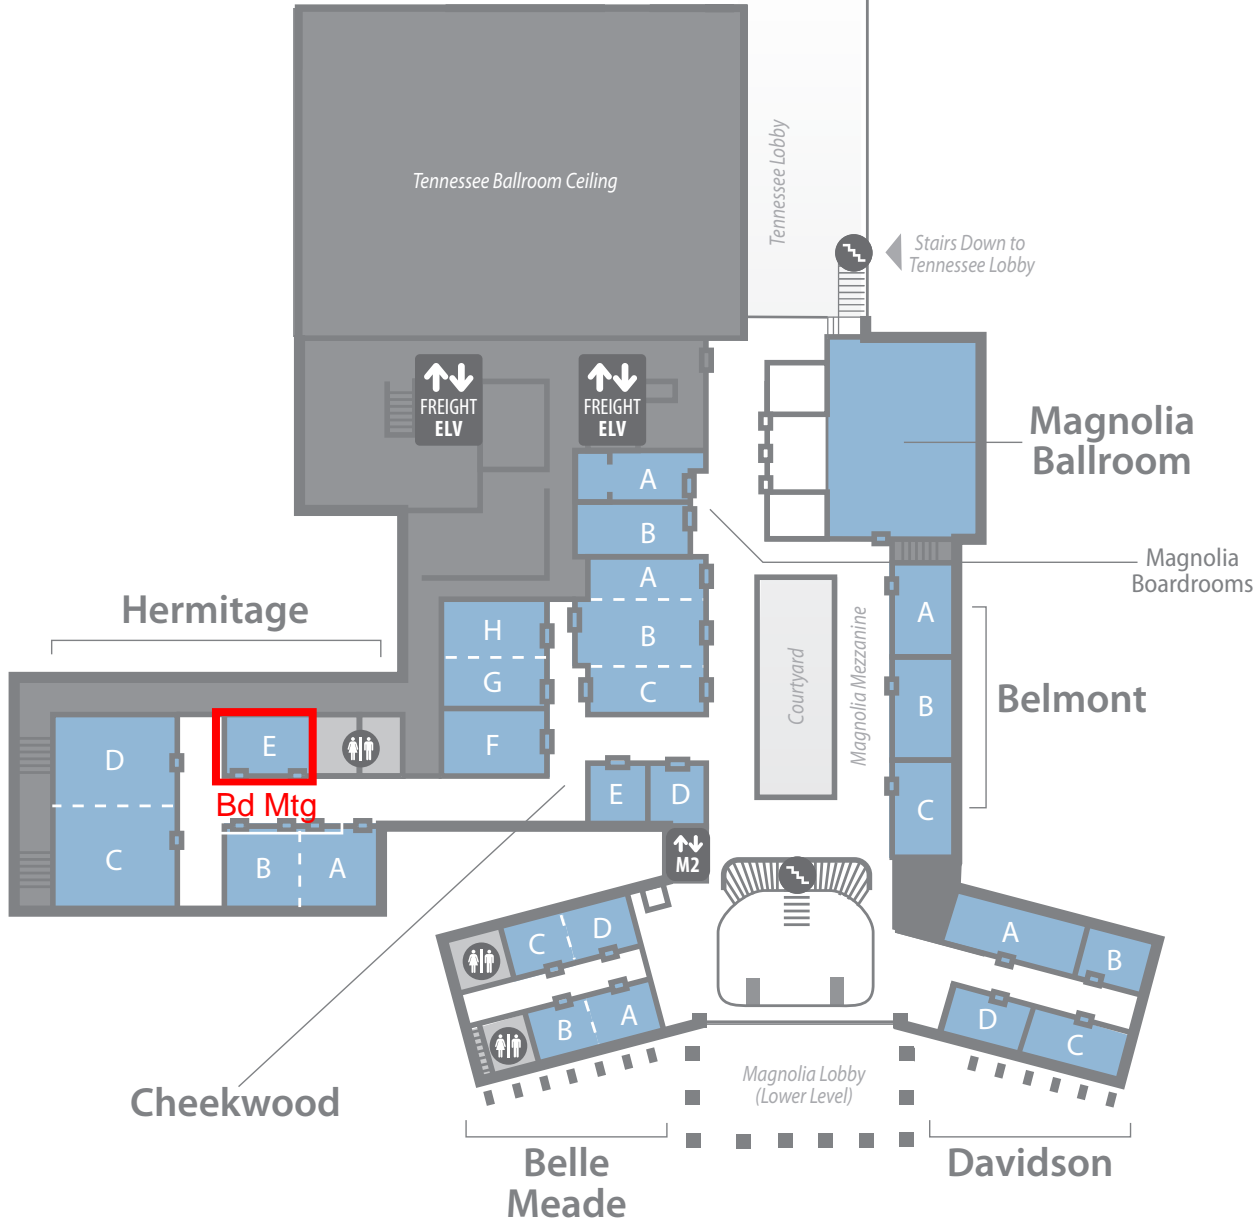 Tennessee Ballroom Ceiling
Tennessee Lobby
Stairs Down to
Tennessee Lobby
FREIGHT
ELV
FREIGHT
ELV
Magnolia
Ballroom
A
B
Magnolia
Boardrooms
A
B
C
H
G
F
E
D
Courtyard
Magnolia Mezzanine
A
B
C
Belmont
Hermitage
D
C
E
Bd Mtg
B
A
M2
C
D
B
A
A
B
D
C
Cheekwood
Magnolia Lobby
(Lower Level)
Belle
Meade
Davidson